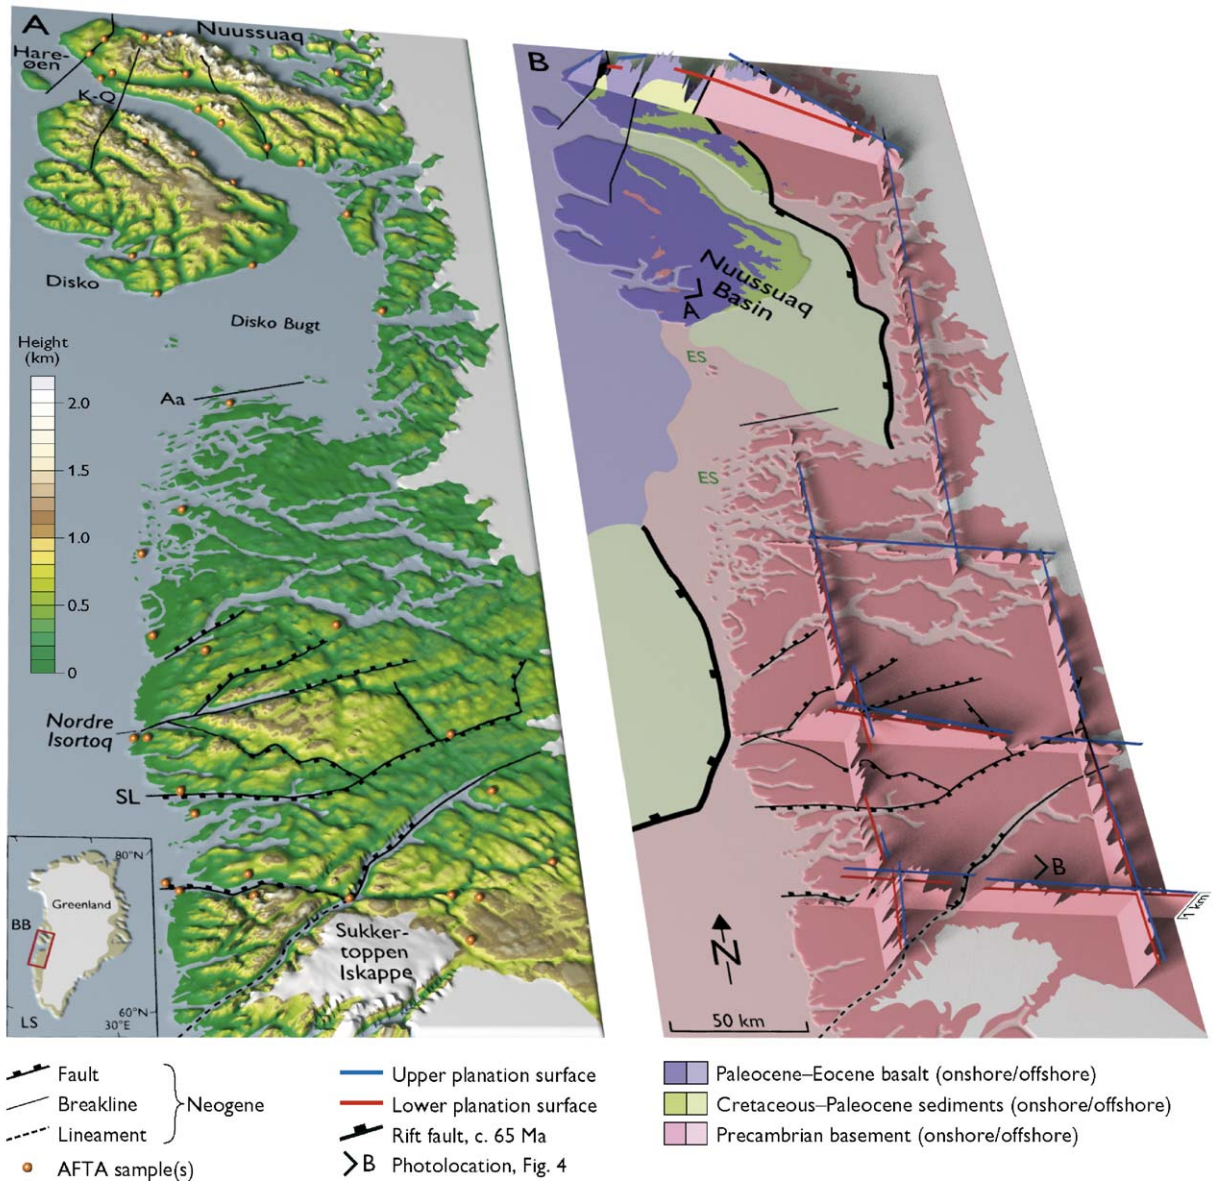 A
Nuussuaq
Hare-
øen
K-Q
Disko
Disko Bugt
Height
(km)
2.0
1.5
1.0
0.5
0
Aa
Nordre
Isortoq
SL
Sukker-
toppen
Iskappe
80°N
Greenland
BB
60°N
LS
30°E
B
Nuussuaq
Basin
A
ES
ES
B
1 km
N
50 km
Fault
Breakline
Lineament
Neogene
AFTA sample(s)
Upper planation surface
Lower planation surface
Rift fault, c. 65 Ma
B Photolocation, Fig. 4
Paleocene–Eocene basalt (onshore/offshore)
Cretaceous–Paleocene sediments (onshore/offshore)
Precambrian basement (onshore/offshore)